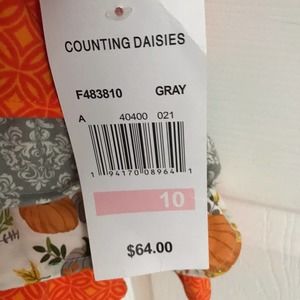 COUNTING DAISIES
F483810 GRAY
A 40400 021
1 94170 08964 1
10
$64.00